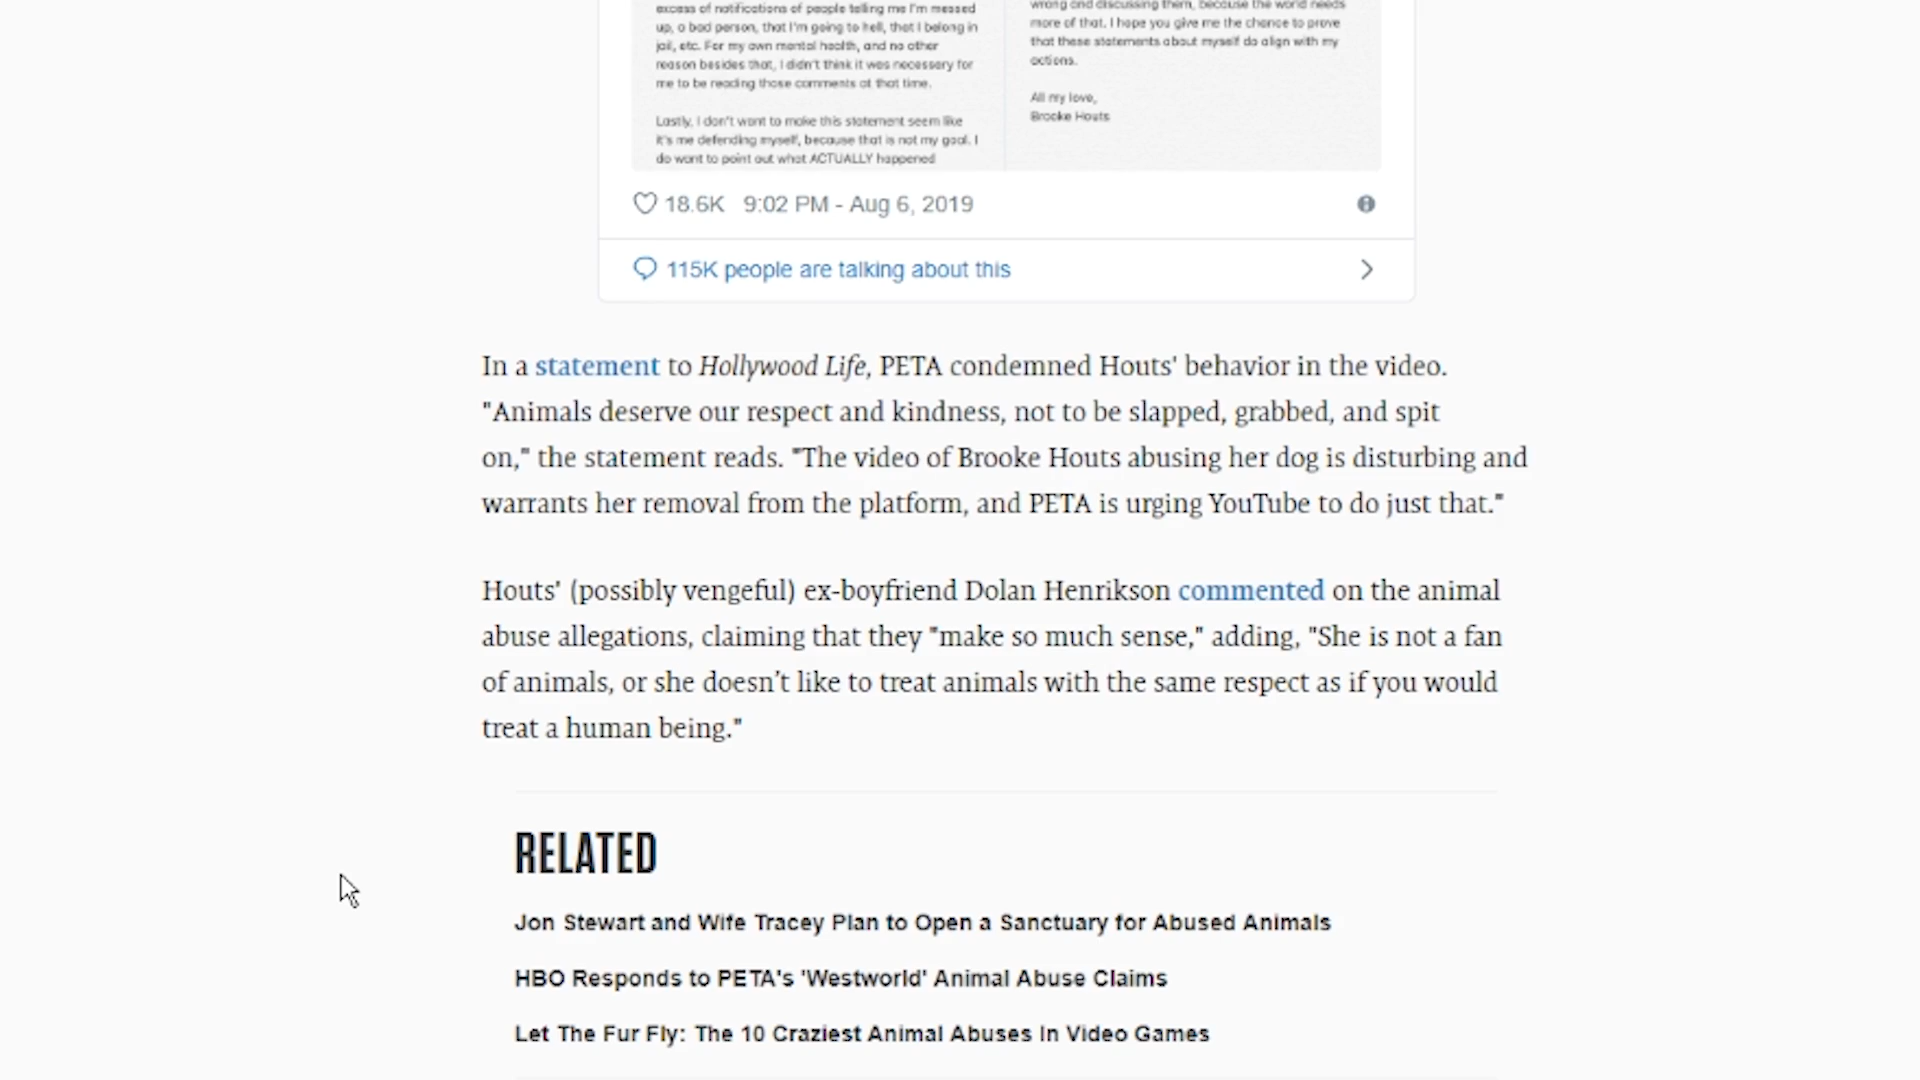 excess of notifications of people telling me I'm messed
up, a bad person, that I'm going to hell, that I belong in
jail, etc. For my own mental health, and no other
reason besides that, I didn't think it was necessary for
me to be reading those comments at that time.
Lastly, I don't want to make this statement seem like
it's me defending myself, because that is not my goal. I
do want to point out what ACTUALLY happened
wrong and discussing them, because the world needs
more of that. I hope you give me the chance to prove
that these statements about myself do align with my
actions.
All my love,
Brooke Houts
18.6K 9:02 PM - Aug 6, 2019
115K people are talking about this
In a statement to Hollywood Life, PETA condemned Houts' behavior in the video.
"Animals deserve our respect and kindness, not to be slapped, grabbed, and spit
on," the statement reads. "The video of Brooke Houts abusing her dog is disturbing and
warrants her removal from the platform, and PETA is urging YouTube to do just that."
Houts' (possibly vengeful) ex-boyfriend Dolan Henrikson commented on the animal
abuse allegations, claiming that they "make so much sense," adding, "She is not a fan
of animals, or she doesn't like to treat animals with the same respect as if you would
treat a human being."
RELATED
Jon Stewart and Wife Tracey Plan to Open a Sanctuary for Abused Animals
HBO Responds to PETA's 'Westworld' Animal Abuse Claims
Let The Fur Fly: The 10 Craziest Animal Abuses In Video Games